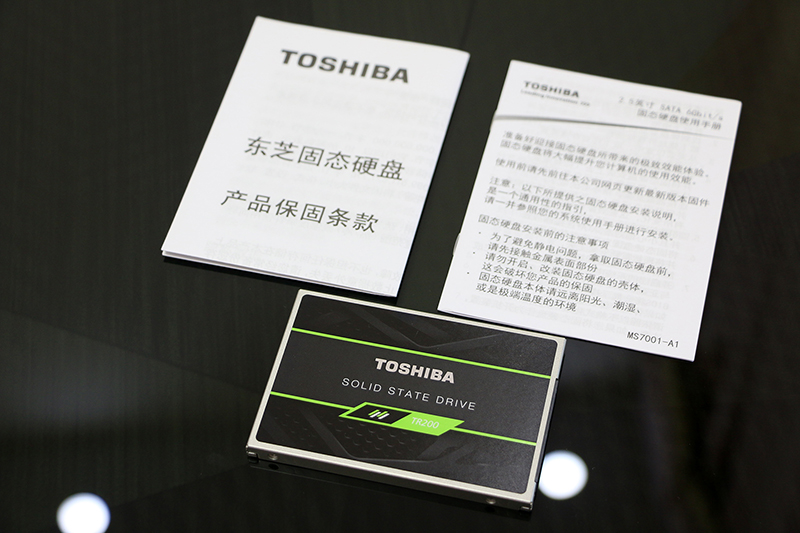 TOSHIBA
东芝固态硬盘
产品保固条款
TOSHIBA
Leading Innovation >>>
2.5英寸 SATA 6Gbit/s
固态硬盘使用手册
准备好迎接固态硬盘所带来的极致效能体验。
固态硬盘将大幅提升您计算机的使用效能。
使用前请先前往本公司网页更新最新版本固件
注意：以下所提供之固态硬盘安装说明，
是一个通用性的指引，
请一并参照您的系统使用手册进行安装。
固态硬盘安装前的注意事项
· 为了避免静电问题，拿取固态硬盘前，
请先接触金属表面部份
· 请勿开启、改装固态硬盘的壳体，
这会破坏您产品的保固
· 固态硬盘本体请远离阳光、潮湿、
或是极端温度的环境
MS7001-A1
TOSHIBA
SOLID STATE DRIVE
TR200